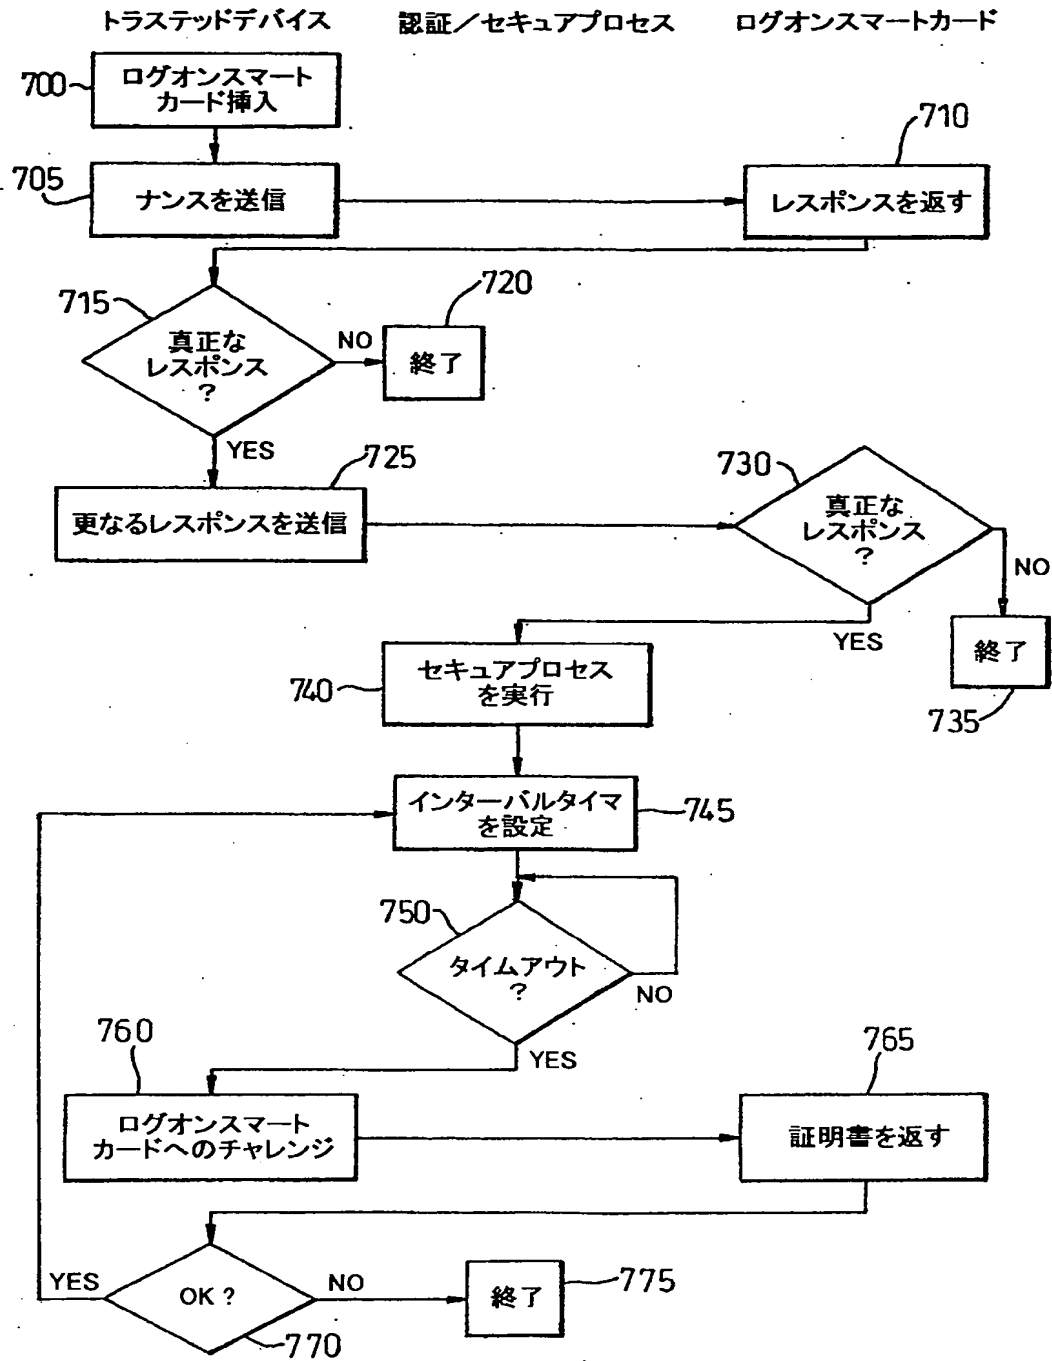 トラステッドデバイス
認証／セキュアプロセス
ログオンスマートカード
700
ログオンスマート
カード挿入
705
ナンスを送信
710
レスポンスを返す
715
真正な
レスポンス
?
NO
720
終了
YES
725
更なるレスポンスを送信
730
真正な
レスポンス
?
NO
YES
終了
735
740
セキュアプロセス
を実行
インターバルタイマ
を設定
745
750
タイムアウト
?
NO
YES
760
ログオンスマート
カードへのチャレンジ
765
証明書を返す
YES
OK ?
NO
770
終了
775